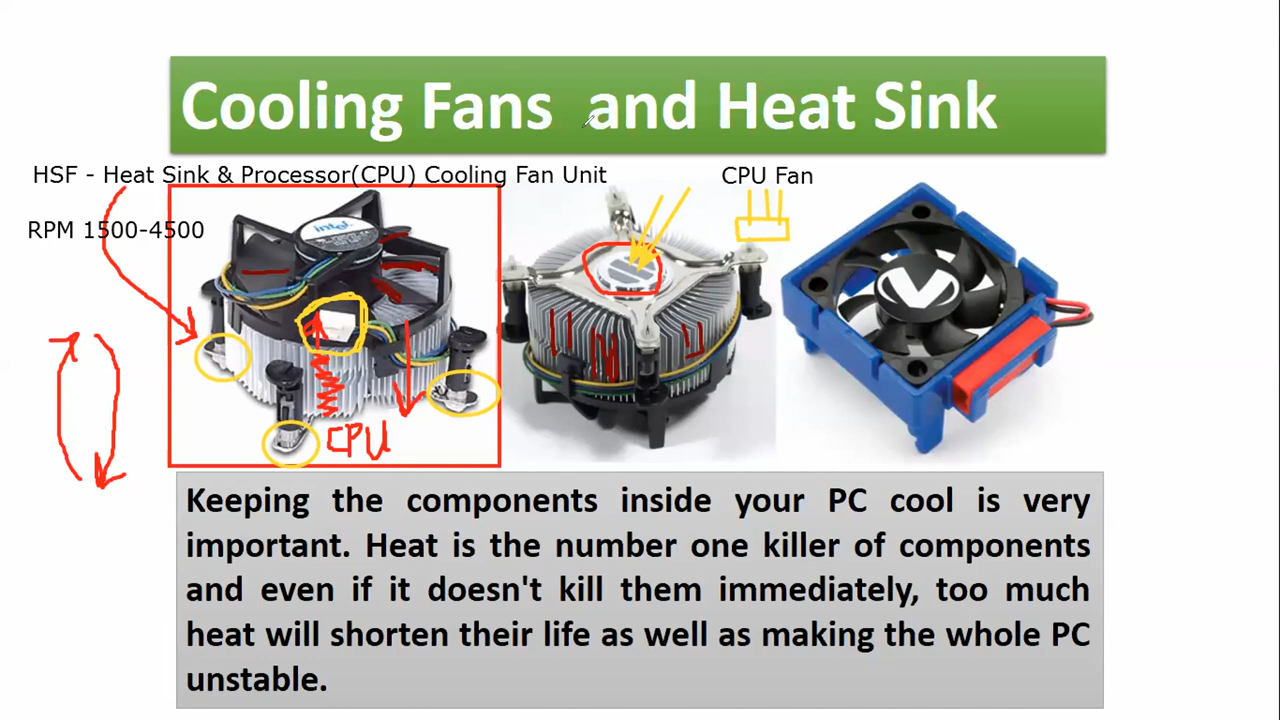 Cooling Fans and Heat Sink
HSF - Heat Sink & Processor(CPU) Cooling Fan Unit
CPU Fan
RPM 1500-4500
intel
CPU
Keeping the components inside your PC cool is very
important. Heat is the number one killer of components
and even if it doesn't kill them immediately, too much
heat will shorten their life as well as making the whole PC
unstable.